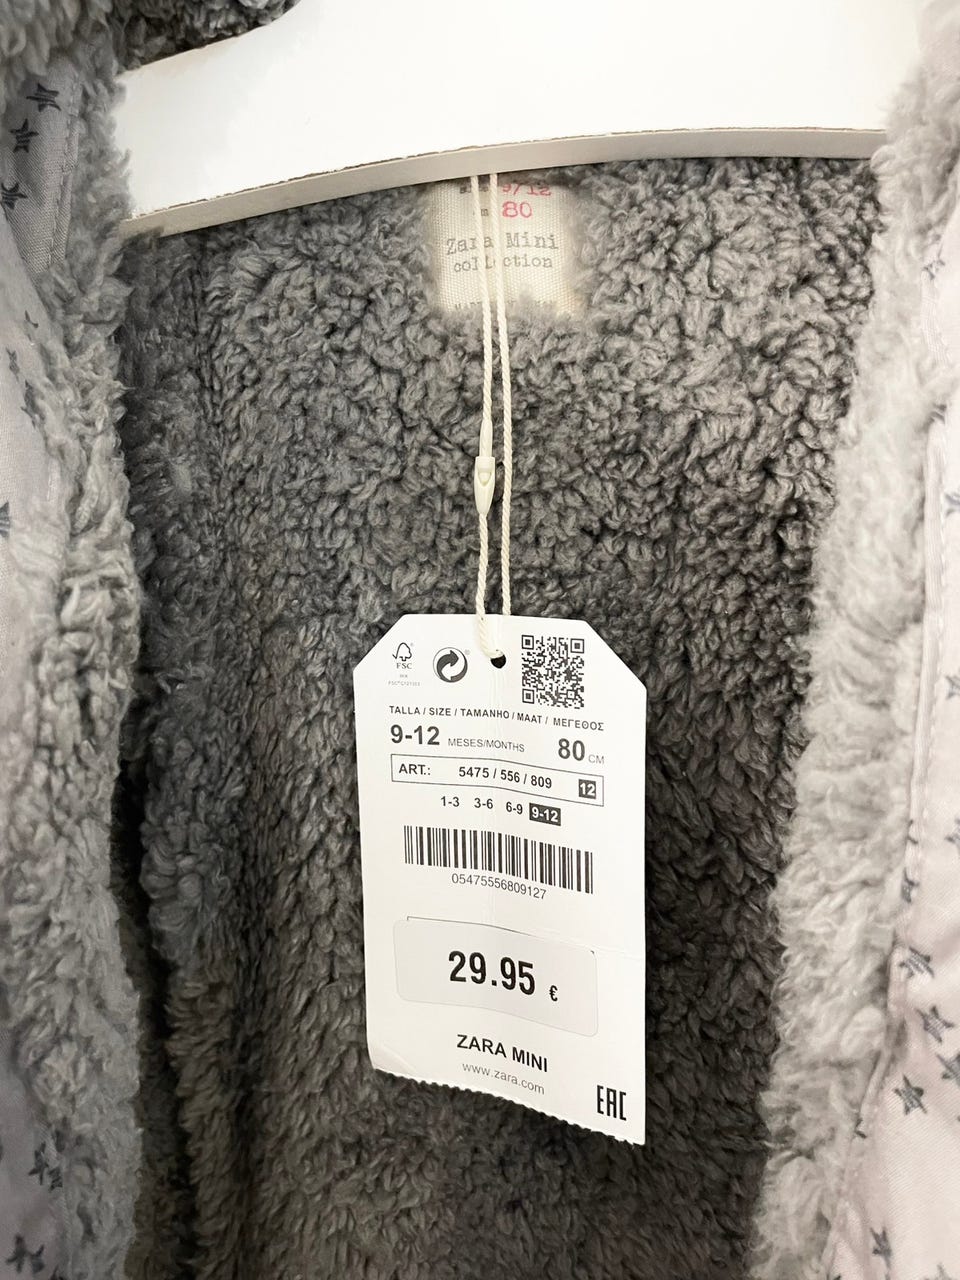 9/12
80
Zara Mini
collection
FSC
TALLA / SIZE / TAMANHO / MAAT / ΜΕΓΕΘΟΣ
9-12 MESES/MONTHS 80 CM
ART.: 5475 / 556 / 809 12
1-3 3-6 6-9 9-12
05475556809127
29.95 €
ZARA MINI
www.zara.com
EAC